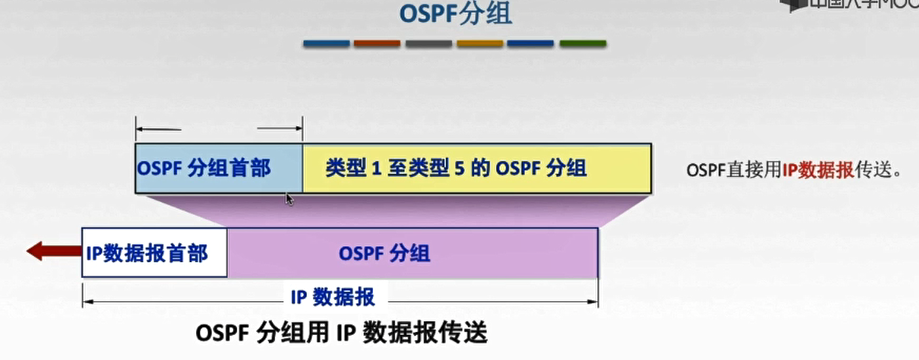 OSPF分组
中国大学MOO
OSPF 分组首部
类型 1 至类型 5 的 OSPF 分组
OSPF直接用IP数据报传送。
IP数据报首部
OSPF 分组
IP 数据报
OSPF 分组用 IP 数据报传送